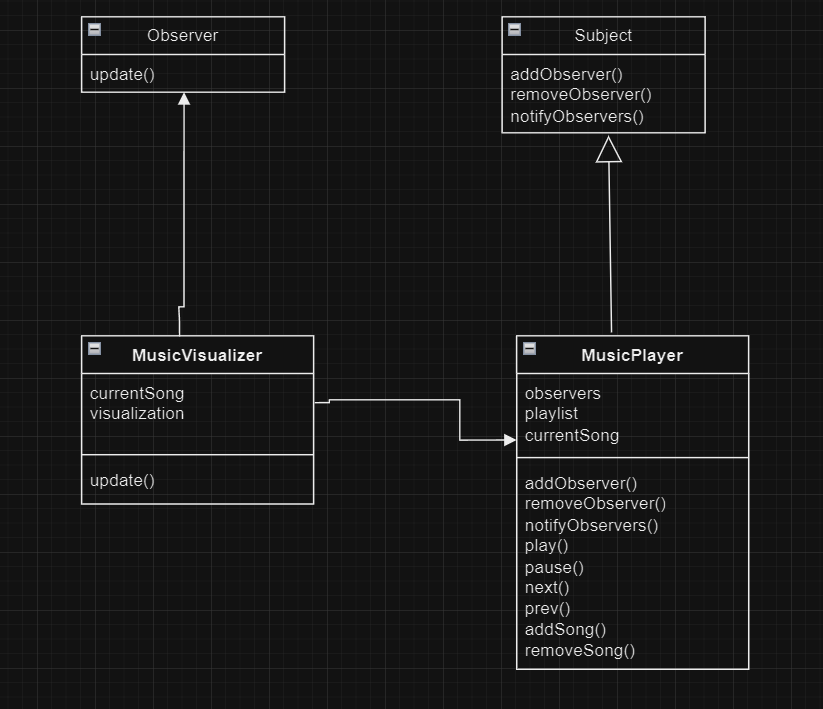 Observer
update()
Subject
addObserver()
removeObserver()
notifyObservers()
MusicVisualizer
currentSong
visualization
update()
MusicPlayer
observers
playlist
currentSong
addObserver()
removeObserver()
notifyObservers()
play()
pause()
next()
prev()
addSong()
removeSong()